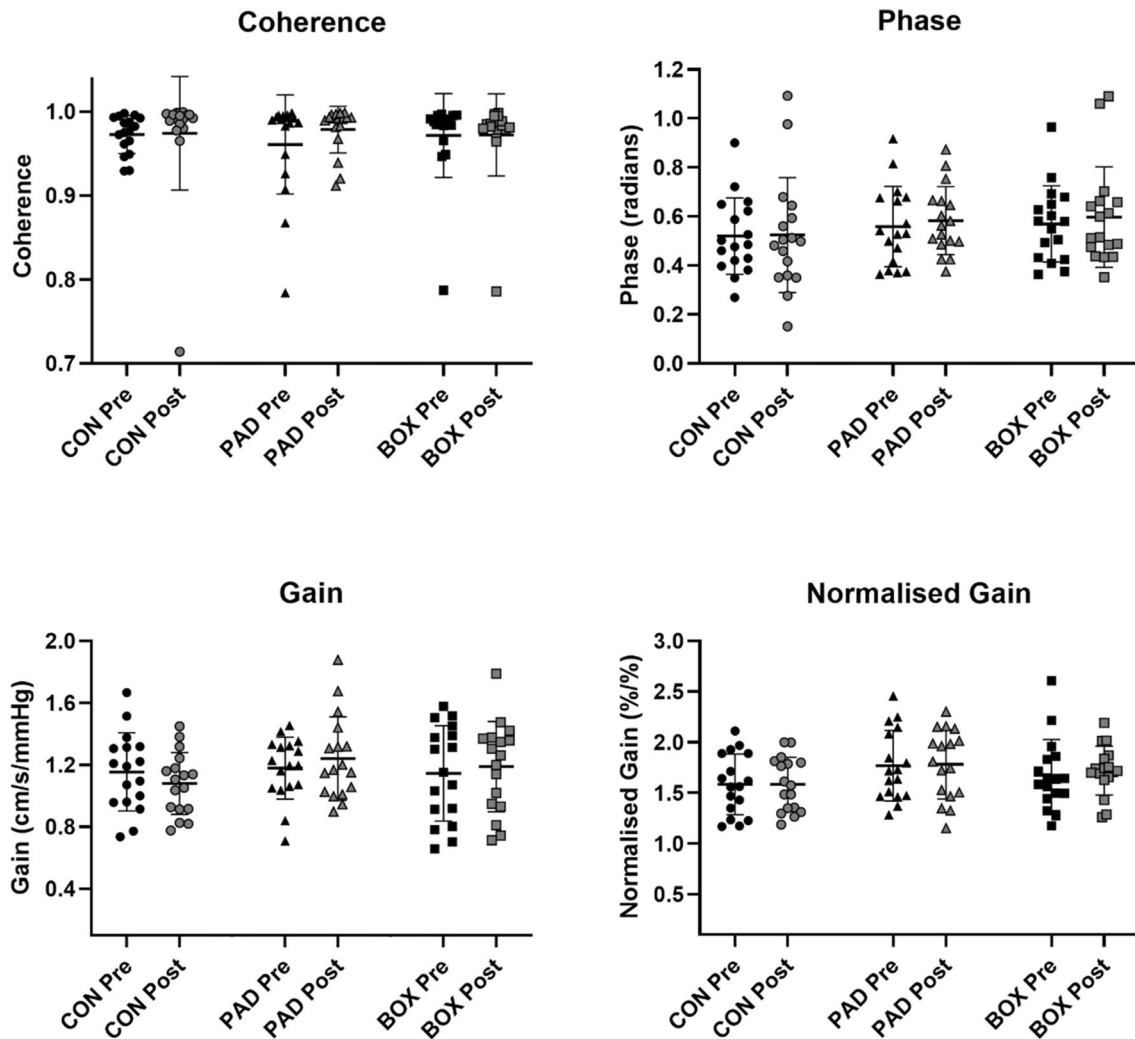 Coherence
Coherence
1.0
0.9
0.8
0.7
CON Pre
CON Post
PAD Pre
PAD Post
BOX Pre
BOX Post
Phase
Phase (radians)
1.2
1.0
0.8
0.6
0.4
0.2
0.0
CON Pre
CON Post
PAD Pre
PAD Post
BOX Pre
BOX Post
Gain
Gain (cm/s/mmHg)
2.0
1.6
1.2
0.8
0.4
CON Pre
CON Post
PAD Pre
PAD Post
BOX Pre
BOX Post
Normalised Gain
Normalised Gain (%/%)
3.0
2.5
2.0
1.5
1.0
0.5
CON Pre
CON Post
PAD Pre
PAD Post
BOX Pre
BOX Post